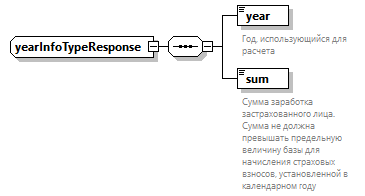 year
Год, использующийся для
расчета
yearInfoTypeResponse
sum
Сумма заработка
застрахованного лица.
Сумма не должна
превышать предельную
величину базы для
начисления страховых
взносов, установленной в
календарном году